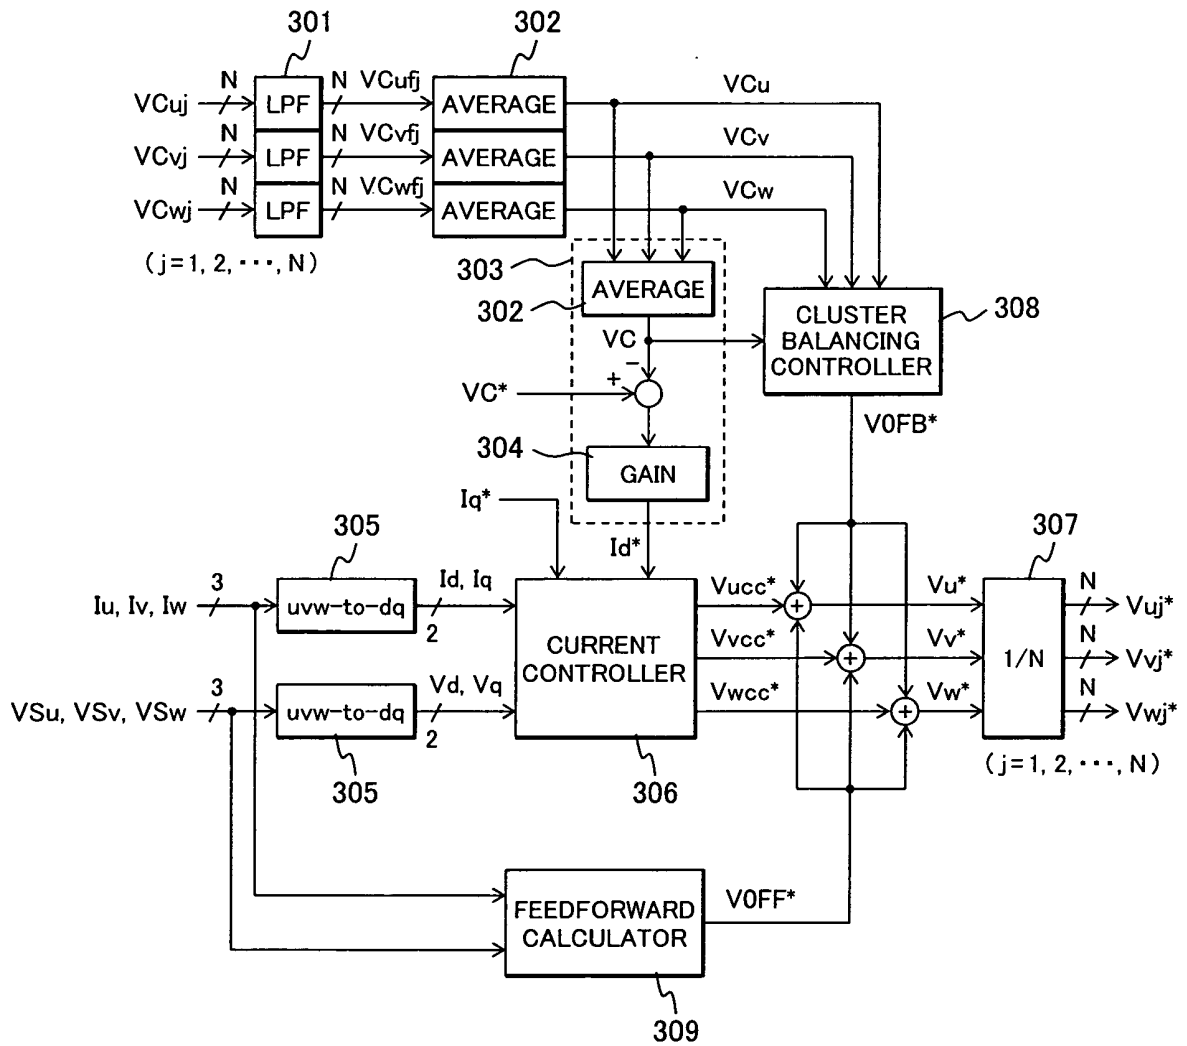 301
302
VCuj
N
LPF
N
VCufj
AVERAGE
VCu
VCvj
N
LPF
N
VCvfj
AVERAGE
VCv
VCwj
N
LPF
N
VCwfj
AVERAGE
VCw
(j=1, 2, ···, N)
303
302
AVERAGE
VC
−
+
VC*
304
GAIN
CLUSTER
BALANCING
CONTROLLER
308
V0FB*
Iq*
Id*
305
307
Iu, Iv, Iw
3
uvw-to-dq
Id, Iq
2
VSu, VSv, VSw
3
uvw-to-dq
Vd, Vq
2
305
CURRENT
CONTROLLER
306
Vucc*
+
Vu*
Vvcc*
+
Vv*
Vwcc*
+
Vw*
1/N
N
Vuj*
N
Vvj*
N
Vwj*
(j=1, 2, ···, N)
FEEDFORWARD
CALCULATOR
V0FF*
309